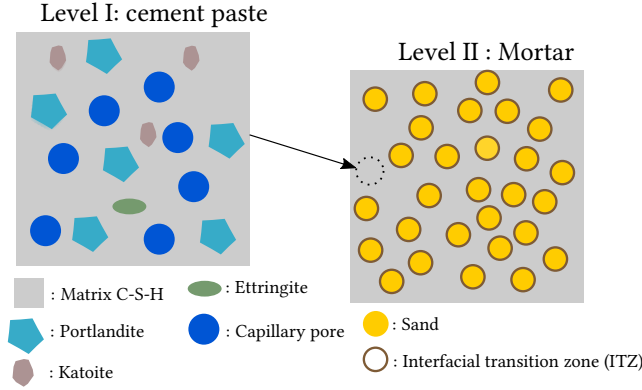 Level I: cement paste
Level II : Mortar
: Matrix C-S-H
: Ettringite
: Portlandite
: Capillary pore
: Sand
: Katoite
: Interfacial transition zone (ITZ)